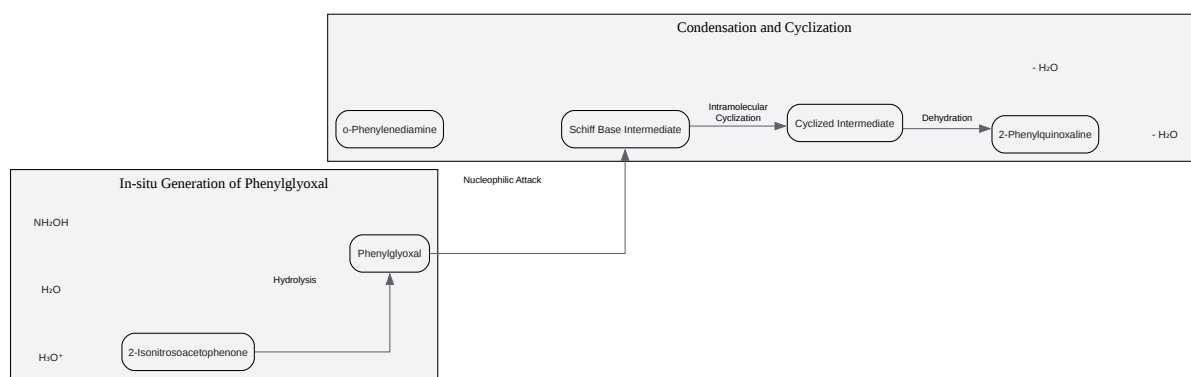 Condensation and Cyclization
- H₂O
o-Phenylenediamine
Schiff Base Intermediate
Intramolecular
Cyclization
Cyclized Intermediate
Dehydration
2-Phenylquinoxaline
- H₂O
Nucleophilic Attack
In-situ Generation of Phenylglyoxal
NH₂OH
Phenylglyoxal
Hydrolysis
H₂O
2-Isonitrosoacetophenone
H₃O⁺